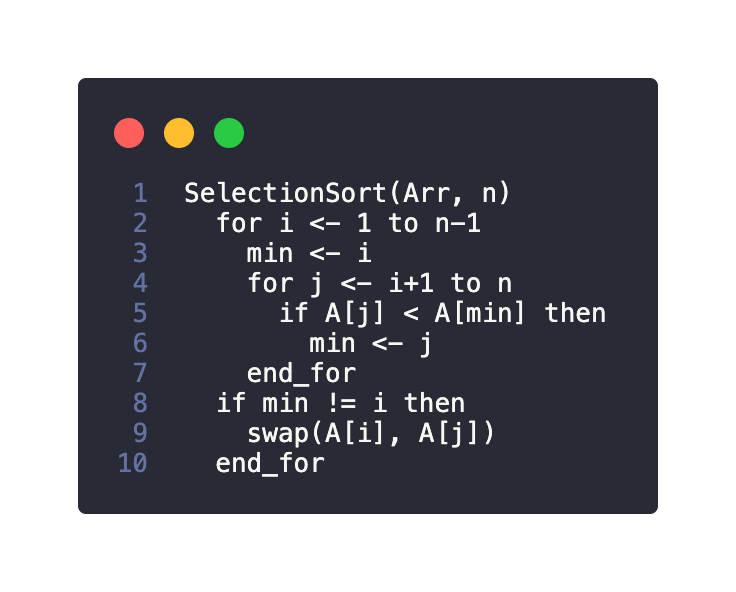 1 SelectionSort(Arr, n)
2   for i <- 1 to n-1
3     min <- i
4     for j <- i+1 to n
5       if A[j] < A[min] then
6         min <- j
7     end_for
8   if min != i then
9     swap(A[i], A[j])
10   end_for